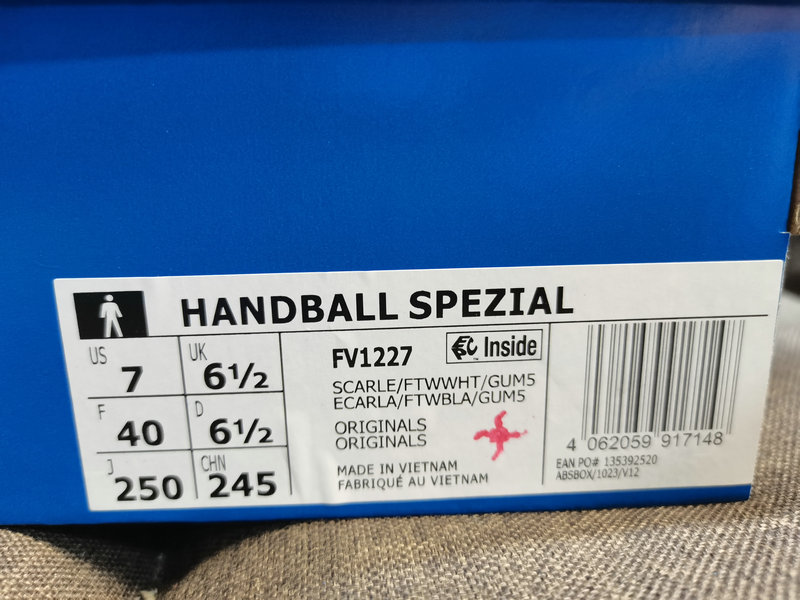 HANDBALL SPEZIAL
US 7 UK 6½
F 40 D 6½
J 250 CHN 245
FV1227
Inside
SCARLE/FTWWHT/GUM5
ECARLA/FTWBLA/GUM5
ORIGINALS
ORIGINALS
MADE IN VIETNAM
FABRIQUÉ AU VIETNAM
4 062059 917148
EAN PO# 135392520
ABSBOX/1023/V12